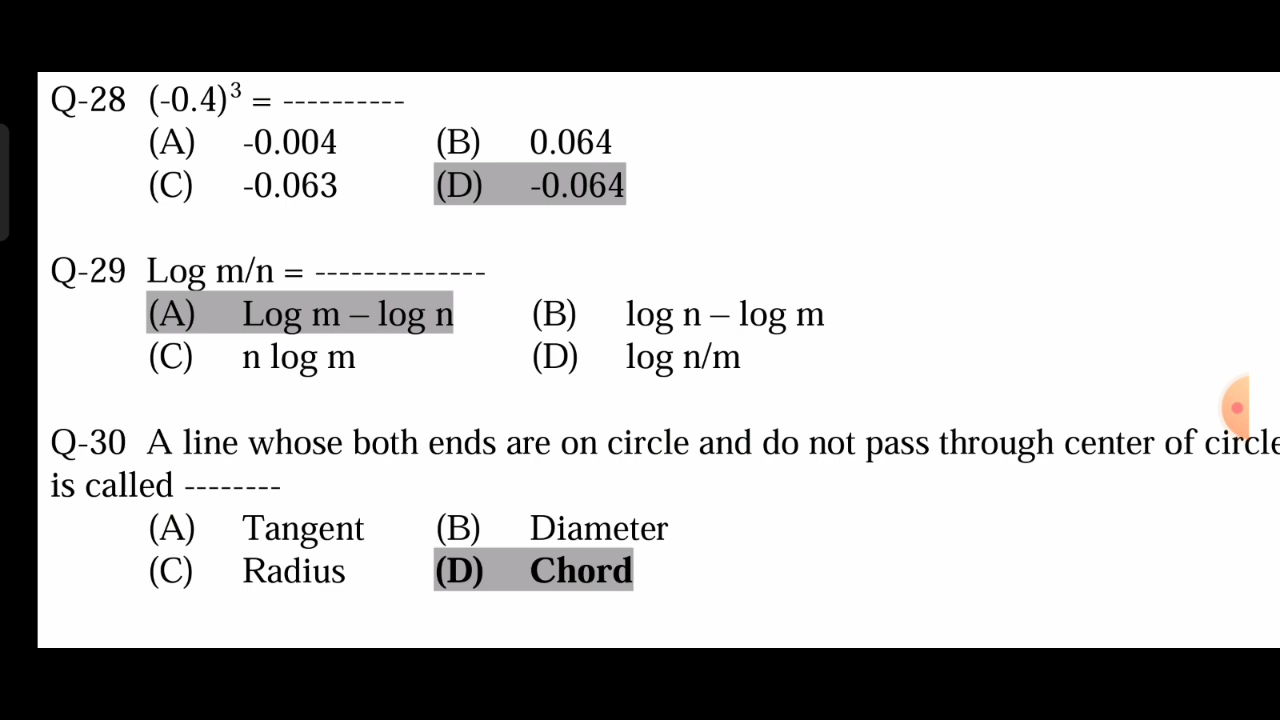 Q-28 (-0.4)³ = ----------
(A) -0.004 (B) 0.064
(C) -0.063 (D) -0.064
Q-29 Log m/n = --------------
(A) Log m – log n (B) log n – log m
(C) n log m (D) log n/m
Q-30 A line whose both ends are on circle and do not pass through center of circle
is called --------
(A) Tangent (B) Diameter
(C) Radius (D) Chord